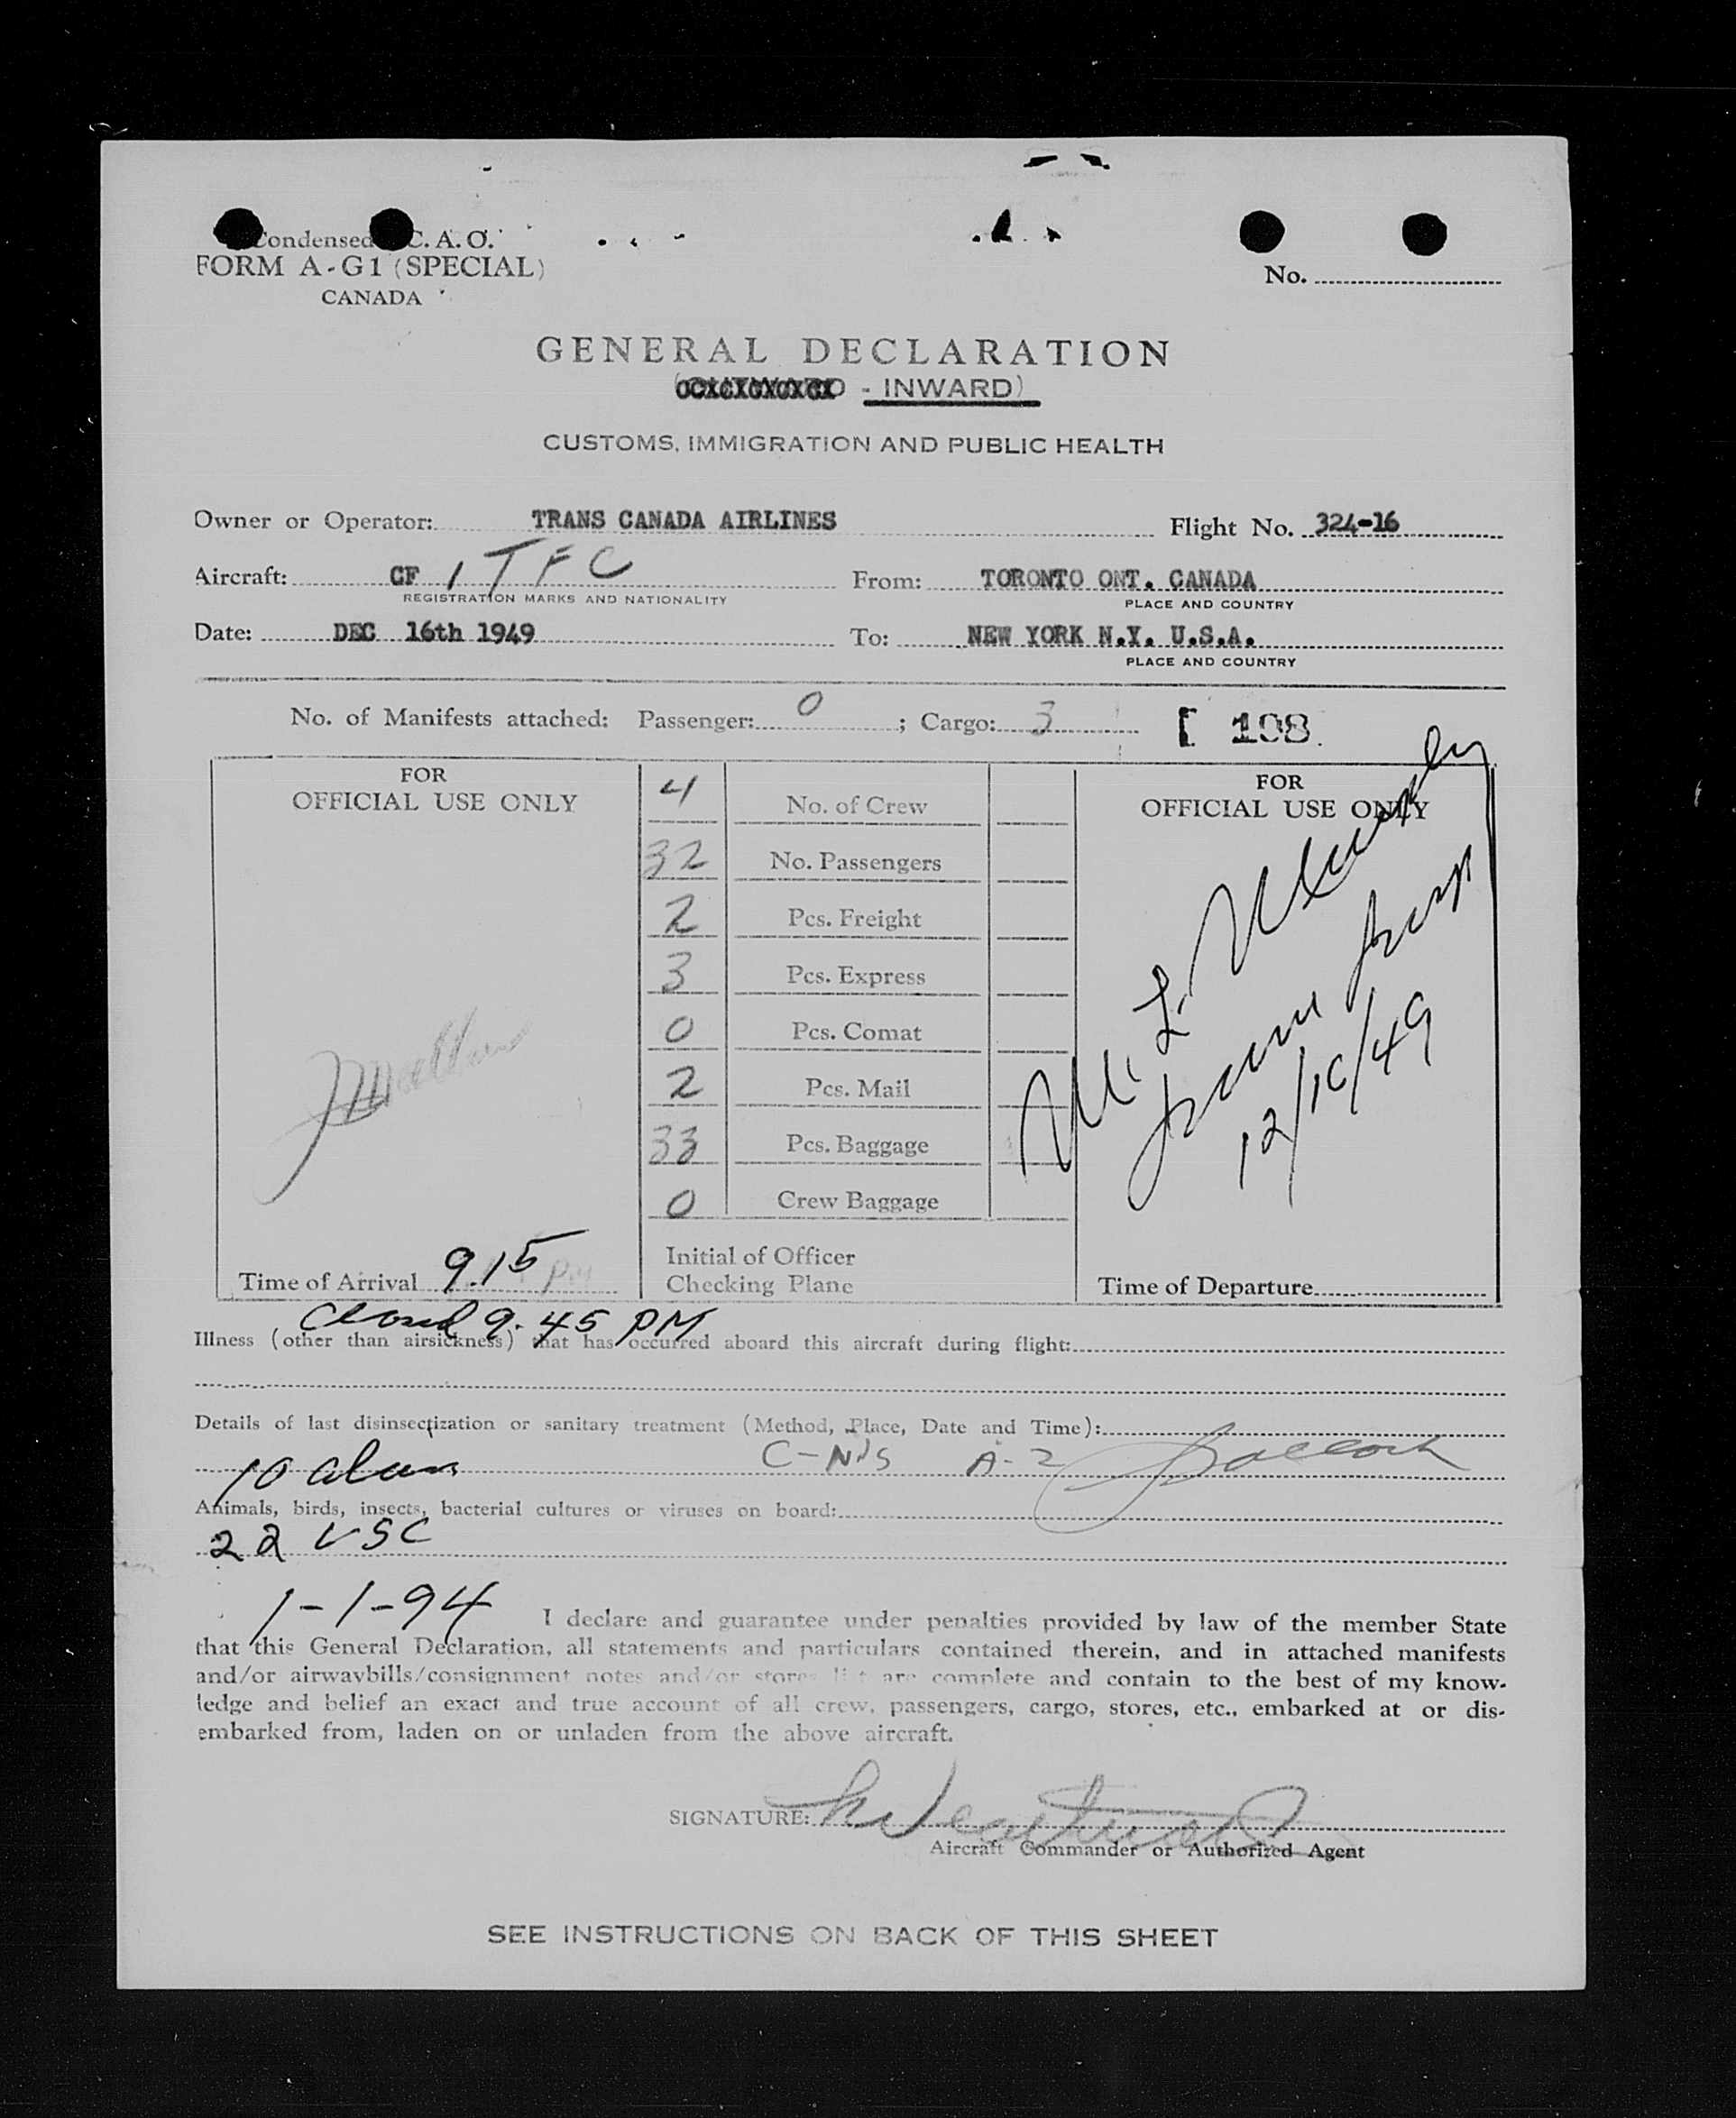 Condensed C. A. O.
FORM A-G1 (SPECIAL)
CANADA
No.
GENERAL DECLARATION
- INWARD)
CUSTOMS, IMMIGRATION AND PUBLIC HEALTH
Owner or Operator: TRANS CANADA AIRLINES Flight No. 324-16
Aircraft: CF / TFC From: TORONTO ONT. CANADA
REGISTRATION MARKS AND NATIONALITY PLACE AND COUNTRY
Date: DEC 16th 1949 To: NEW YORK N.Y. U.S.A.
PLACE AND COUNTRY
No. of Manifests attached: Passenger: 0 ; Cargo: 3 [ 198
FOR
OFFICIAL USE ONLY
4 No. of Crew
32 No. Passengers
2 Pcs. Freight
3 Pcs. Express
0 Pcs. Comat
2 Pcs. Mail
33 Pcs. Baggage
0 Crew Baggage
Initial of Officer
Checking Plane
Time of Arrival 9.15 PM
FOR
OFFICIAL USE ONLY
12/16/49
Time of Departure
Closed 9.45 PM
Illness (other than airsickness) that has occurred aboard this aircraft during flight:
Details of last disinsectization or sanitary treatment (Method, Place, Date and Time):
10 alien C-NIS A-2
Animals, birds, insects, bacterial cultures or viruses on board:
22 USC
1-1-94
I declare and guarantee under penalties provided by law of the member State
that this General Declaration, all statements and particulars contained therein, and in attached manifests
and/or airwaybills/consignment notes and/or stores list are complete and contain to the best of my know-
ledge and belief an exact and true account of all crew, passengers, cargo, stores, etc., embarked at or dis-
embarked from, laden on or unladen from the above aircraft.
SIGNATURE:
Aircraft Commander or Authorized Agent
SEE INSTRUCTIONS ON BACK OF THIS SHEET